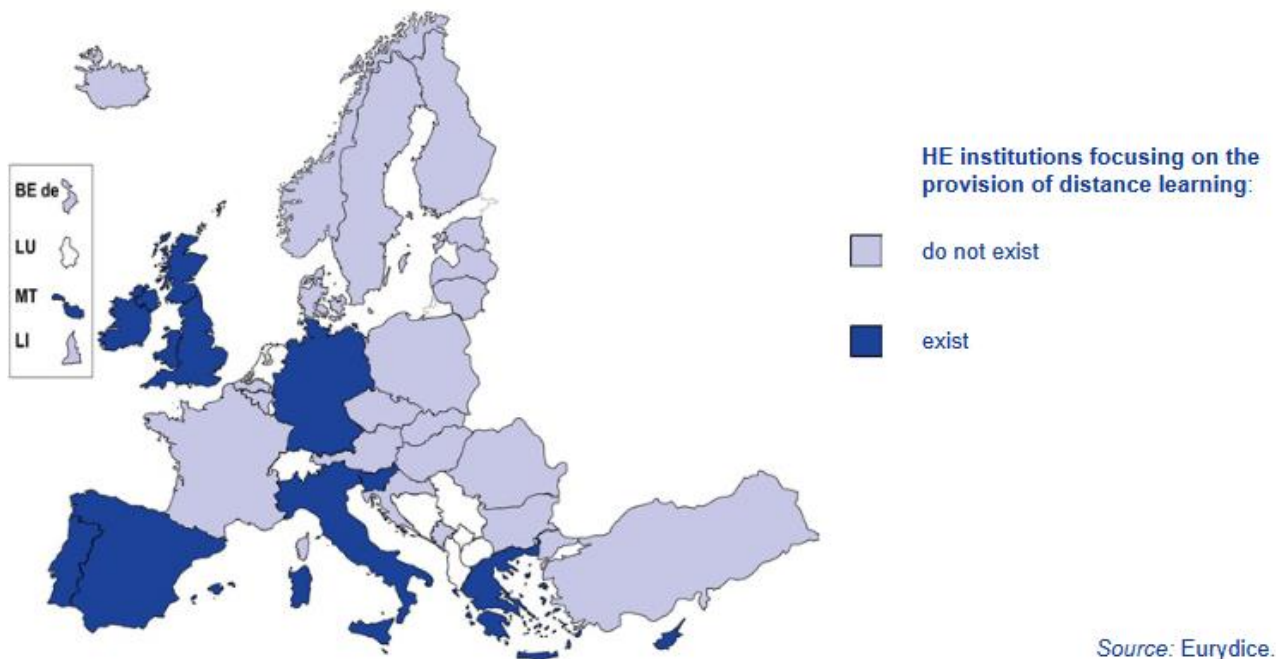 HE institutions focusing on the
provision of distance learning:
do not exist
exist
BE de
LU
MT
LI
Source: Eurydice.